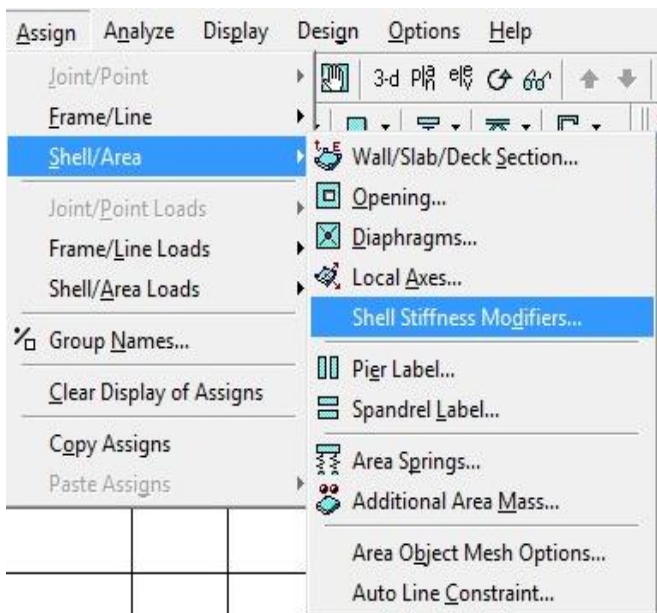 Assign Analyze Display Design Options Help
Joint/Point
Frame/Line
Shell/Area
Joint/Point Loads
Frame/Line Loads
Shell/Area Loads
Group Names...
Clear Display of Assigns
Copy Assigns
Paste Assigns
3-d
Wall/Slab/Deck Section...
Opening...
Diaphragms...
Local Axes...
Shell Stiffness Modifiers...
Pier Label...
Spandrel Label...
Area Springs...
Additional Area Mass...
Area Object Mesh Options...
Auto Line Constraint...